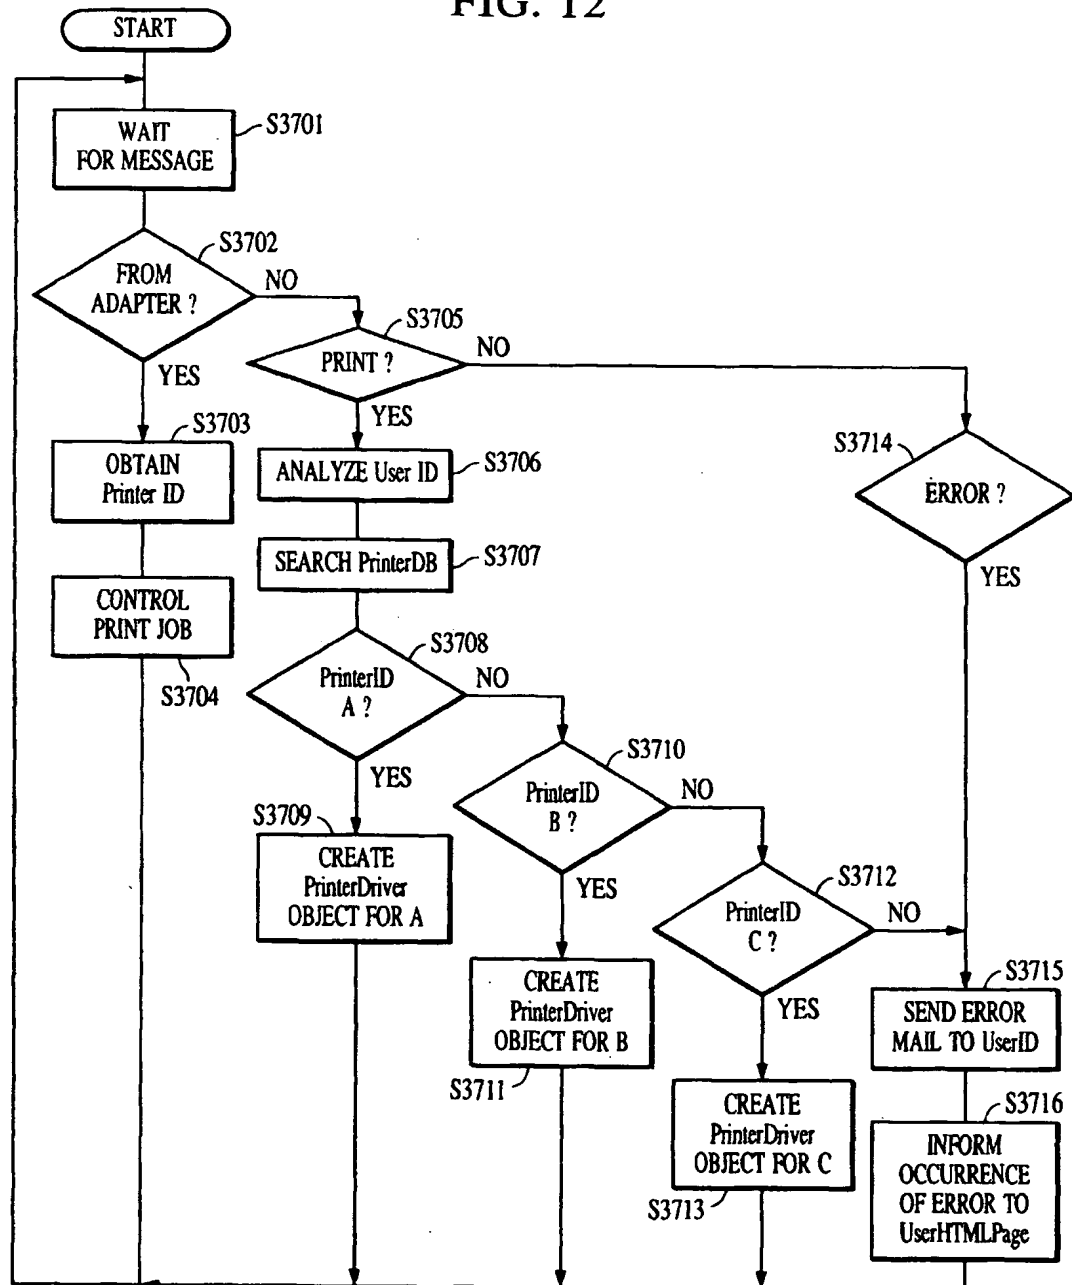 FIG. 12
START
WAIT
FOR MESSAGE
S3701
FROM
ADAPTER ?
S3702
NO
YES
S3703
OBTAIN
Printer ID
CONTROL
PRINT JOB
S3704
PRINT ?
S3705
NO
YES
ANALYZE User ID
S3706
SEARCH PrinterDB
S3707
PrinterID
A ?
S3708
NO
YES
S3709
CREATE
PrinterDriver
OBJECT FOR A
PrinterID
B ?
S3710
NO
YES
CREATE
PrinterDriver
OBJECT FOR B
S3711
PrinterID
C ?
S3712
NO
YES
CREATE
PrinterDriver
OBJECT FOR C
S3713
S3714
ERROR ?
YES
S3715
SEND ERROR
MAIL TO UserID
S3716
INFORM
OCCURRENCE
OF ERROR TO
UserHTMLPage